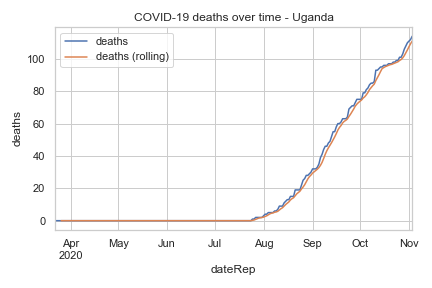 COVID-19 deaths over time - Uganda
deaths
deaths (rolling)
100
80
60
40
20
0
deaths
Apr May Jun Jul Aug Sep Oct Nov
2020
dateRep